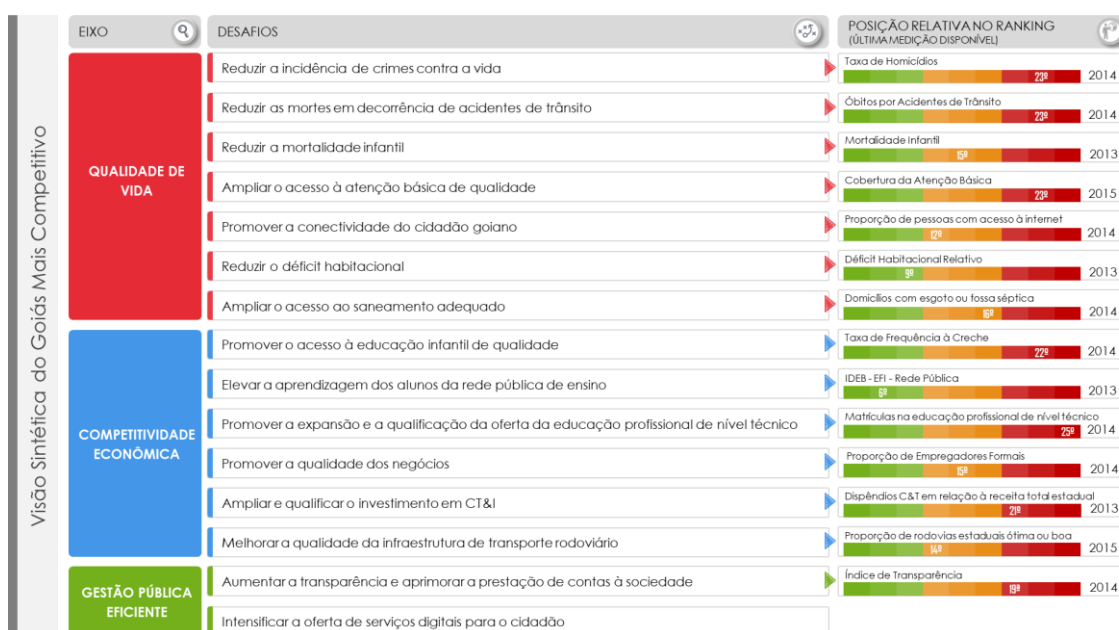 Visão Sintética do Goiás Mais Competitivo
EIXO
DESAFIOS
POSIÇÃO RELATIVA NO RANKING
(ÚLTIMA MEDIÇÃO DISPONÍVEL)
QUALIDADE DE
VIDA
Reduzir a incidência de crimes contra a vida
Taxa de Homicídios
23º 2014
Reduzir as mortes em decorrência de acidentes de trânsito
Óbitos por Acidentes de Trânsito
23º 2014
Reduzir a mortalidade infantil
Mortalidade Infantil
15º 2013
Ampliar o acesso à atenção básica de qualidade
Cobertura da Atenção Básica
23º 2015
Promover a conectividade do cidadão goiano
Proporção de pessoas com acesso à internet
12º 2014
Reduzir o déficit habitacional
Déficit Habitacional Relativo
9º 2013
Ampliar o acesso ao saneamento adequado
Domicílios com esgoto ou fossa séptica
16º 2014
COMPETITIVIDADE
ECONÔMICA
Promover o acesso à educação infantil de qualidade
Taxa de Frequência à Creche
22º 2014
Elevar a aprendizagem dos alunos da rede pública de ensino
IDEB - EFI - Rede Pública
6º 2013
Promover a expansão e a qualificação da oferta da educação profissional de nível técnico
Matrículas na educação profissional de nível técnico
25º 2014
Promover a qualidade dos negócios
Proporção de Empregadores Formais
15º 2014
Ampliar e qualificar o investimento em CT&I
Dispêndios C&T em relação à receita total estadual
21º 2013
Melhorar a qualidade da infraestrutura de transporte rodoviário
Proporção de rodovias estaduais ótima ou boa
14º 2015
GESTÃO PÚBLICA
EFICIENTE
Aumentar a transparência e aprimorar a prestação de contas à sociedade
Índice de Transparência
19º 2014
Intensificar a oferta de serviços digitais para o cidadão